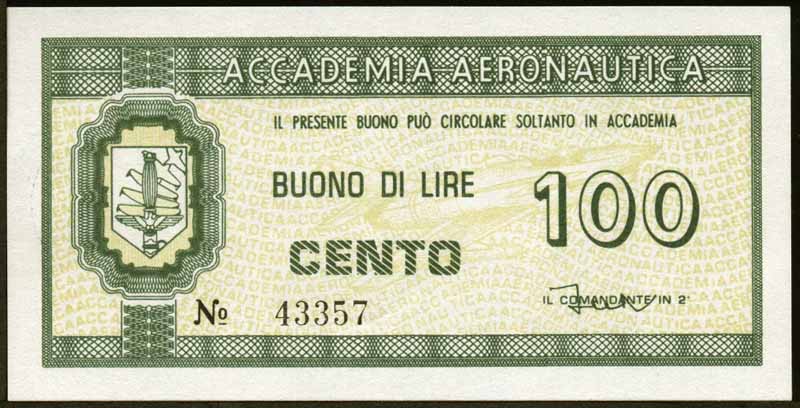 ACCADEMIA AERONAUTICA
IL PRESENTE BUONO PUÒ CIRCOLARE SOLTANTO IN ACCADEMIA
BUONO DI LIRE
100
CENTO
IL COMANDANTE IN 2ª
Nº 43357